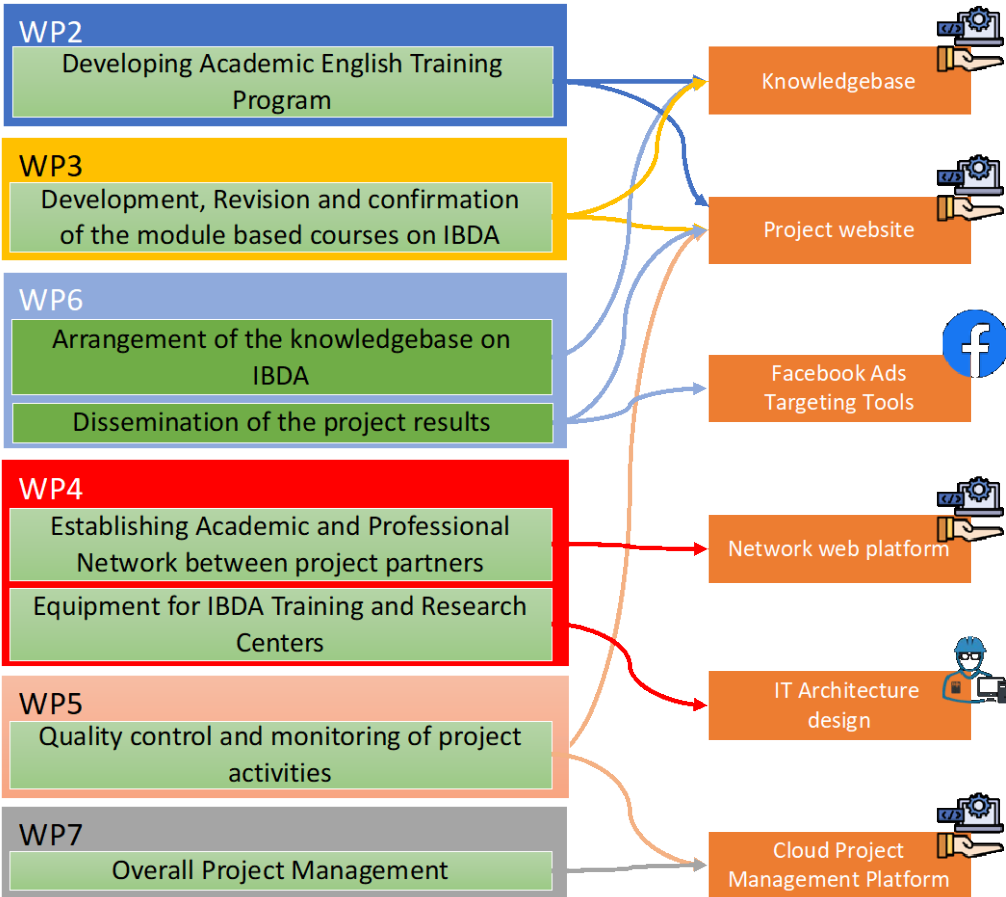 WP2
Developing Academic English Training
Program
WP3
Development, Revision and confirmation
of the module based courses on IBDA
WP6
Arrangement of the knowledgebase on
IBDA
Dissemination of the project results
WP4
Establishing Academic and Professional
Network between project partners
Equipment for IBDA Training and Research
Centers
WP5
Quality control and monitoring of project
activities
WP7
Overall Project Management
Knowledgebase
Project website
Facebook Ads
Targeting Tools
Network web platform
IT Architecture
design
Cloud Project
Management Platform